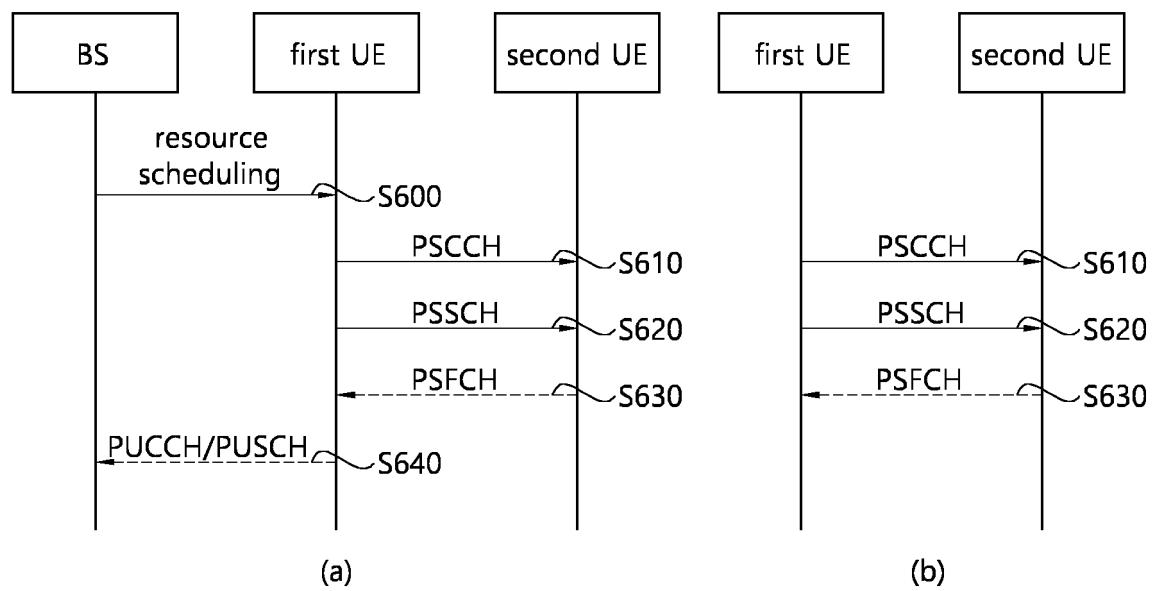 BS
first UE
second UE
first UE
second UE
resource
scheduling
S600
PSCCH
S610
PSCCH
S610
PSSCH
S620
PSSCH
S620
PSFCH
S630
PSFCH
S630
PUCCH/PUSCH
S640
(a)
(b)